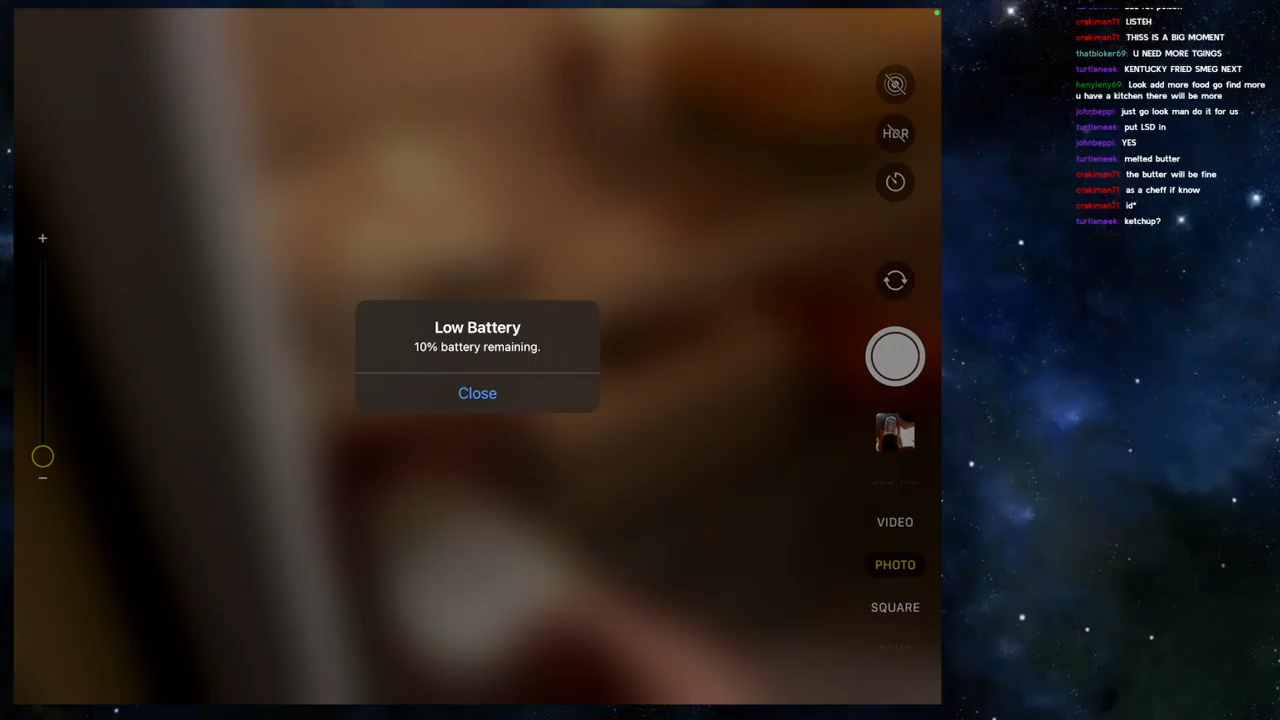 Low Battery
10% battery remaining.
Close
+
HDR
VIDEO
PHOTO
SQUARE
crakiman71: LISTEH
crakiman71: THISS IS A BIG MOMENT
thatbloker69: U NEED MORE TGINGS
turtleneek: KENTUCKY FRIED SMEG NEXT
henyleny69: Look add more food go find more
u have a kitchen there will be more
johnbeppi: just go look man do it for us
turtleneek: put LSD in
johnbeppi: YES
turtleneek: melted butter
crakiman71: the butter will be fine
crakiman71: as a cheff if know
crakiman71: id*
turtleneek: ketchup?